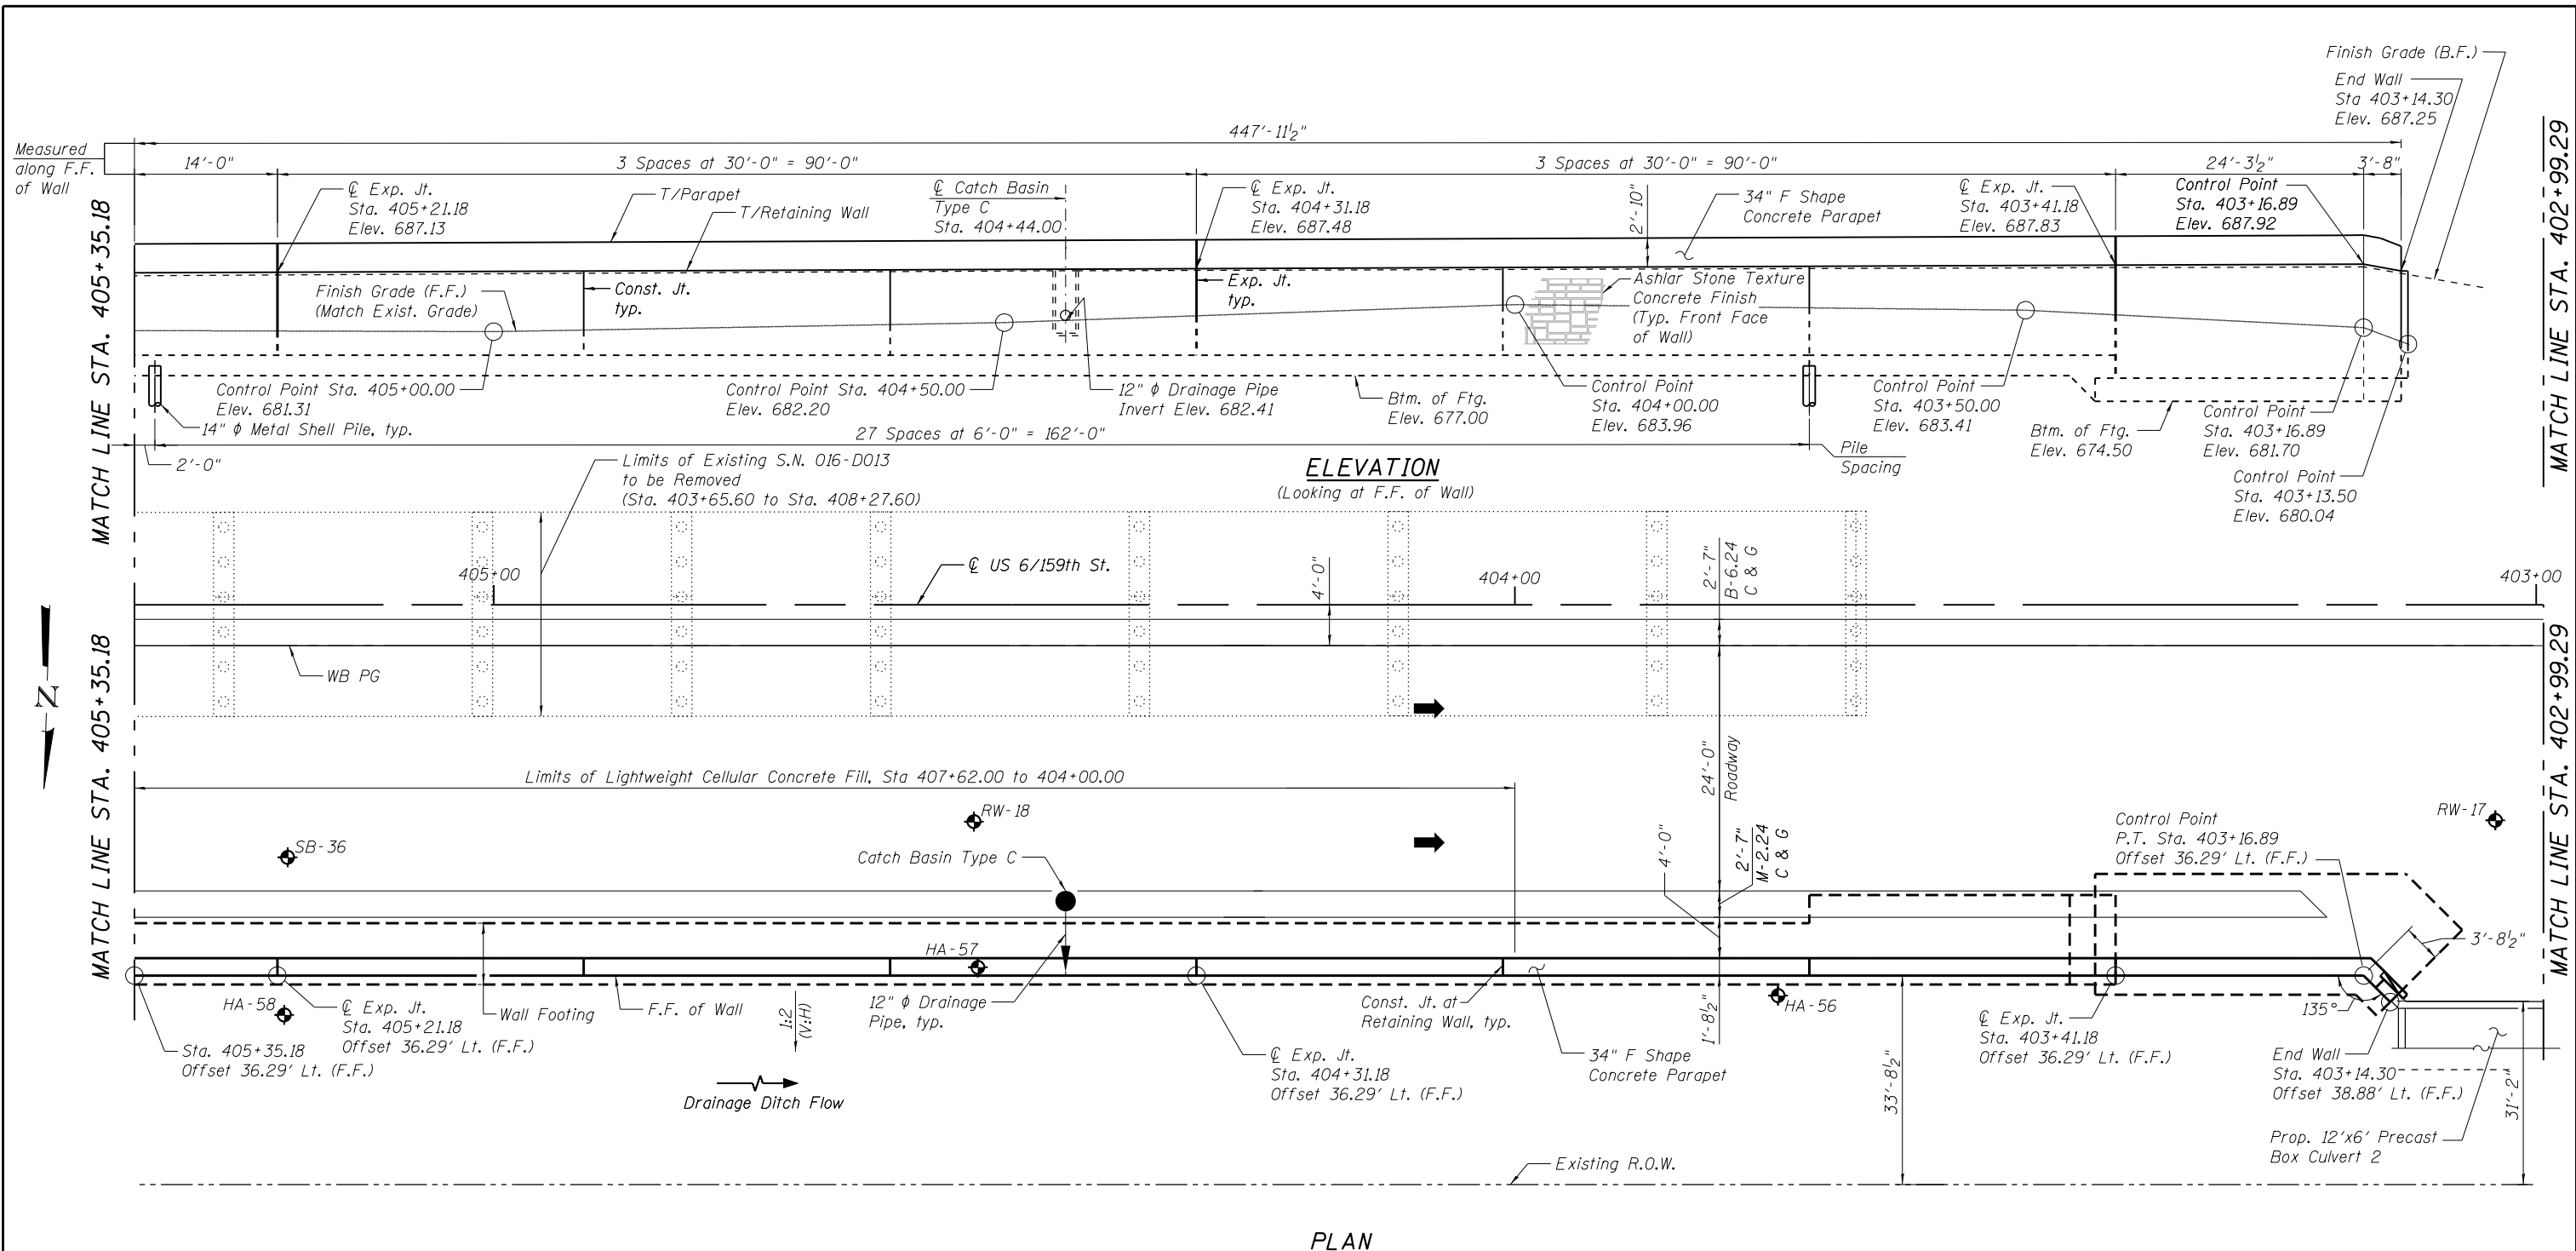 Finish Grade (B.F.)
End Wall
Sta 403+14.30
Elev. 687.25
447'-11½"
Measured
along F.F.
of Wall
14'-0"
3 Spaces at 30'-0" = 90'-0"
3 Spaces at 30'-0" = 90'-0"
24'-3½"
3'-8"
℄ Exp. Jt.
Sta. 405+21.18
Elev. 687.13
T/Parapet
T/Retaining Wall
℄ Catch Basin
Type C
Sta. 404+44.00
℄ Exp. Jt.
Sta. 404+31.18
Elev. 687.48
2'-10"
34" F Shape
Concrete Parapet
℄ Exp. Jt.
Sta. 403+41.18
Elev. 687.83
Control Point
Sta. 403+16.89
Elev. 687.92
MATCH LINE STA. 405+35.18
MATCH LINE STA. 402+99.29
Finish Grade (F.F.)
(Match Exist. Grade)
Const. Jt.
typ.
Exp. Jt.
typ.
Ashlar Stone Texture
Concrete Finish
(Typ. Front Face
of Wall)
Control Point Sta. 405+00.00
Elev. 681.31
14" ϕ Metal Shell Pile, typ.
Control Point Sta. 404+50.00
Elev. 682.20
12" ϕ Drainage Pipe
Invert Elev. 682.41
Btm. of Ftg.
Elev. 677.00
Control Point
Sta. 404+00.00
Elev. 683.96
Control Point
Sta. 403+50.00
Elev. 683.41
Btm. of Ftg.
Elev. 674.50
Control Point
Sta. 403+16.89
Elev. 681.70
Control Point
Sta. 403+13.50
Elev. 680.04
27 Spaces at 6'-0" = 162'-0"
2'-0"
Pile
Spacing
ELEVATION
(Looking at F.F. of Wall)
Limits of Existing S.N. 016-D013
to be Removed
(Sta. 403+65.60 to Sta. 408+27.60)
405+00
℄ US 6/159th St.
4'-0"
404+00
2'-7"
B-6.24
C & G
403+00
WB PG
N
MATCH LINE STA. 405+35.18
MATCH LINE STA. 402+99.29
24'-0"
Roadway
Limits of Lightweight Cellular Concrete Fill, Sta 407+62.00 to 404+00.00
RW-18
SB-36
Catch Basin Type C
4'-0"
2'-7"
M-2.24
C & G
RW-17
Control Point
P.T. Sta. 403+16.89
Offset 36.29' Lt. (F.F.)
3'-8½"
HA-57
HA-58
℄ Exp. Jt.
Sta. 405+21.18
Offset 36.29' Lt. (F.F.)
Sta. 405+35.18
Offset 36.29' Lt. (F.F.)
Wall Footing
F.F. of Wall
1:2
(V:H)
12" ϕ Drainage
Pipe, typ.
Const. Jt. at
Retaining Wall, typ.
1'-8½"
HA-56
℄ Exp. Jt.
Sta. 403+41.18
Offset 36.29' Lt. (F.F.)
135°
℄ Exp. Jt.
Sta. 404+31.18
Offset 36.29' Lt. (F.F.)
34" F Shape
Concrete Parapet
33'-8½"
End Wall
Sta. 403+14.30
Offset 38.88' Lt. (F.F.)
31'-2"
Drainage Ditch Flow
Prop. 12'x6' Precast
Box Culvert 2
Existing R.O.W.
PLAN